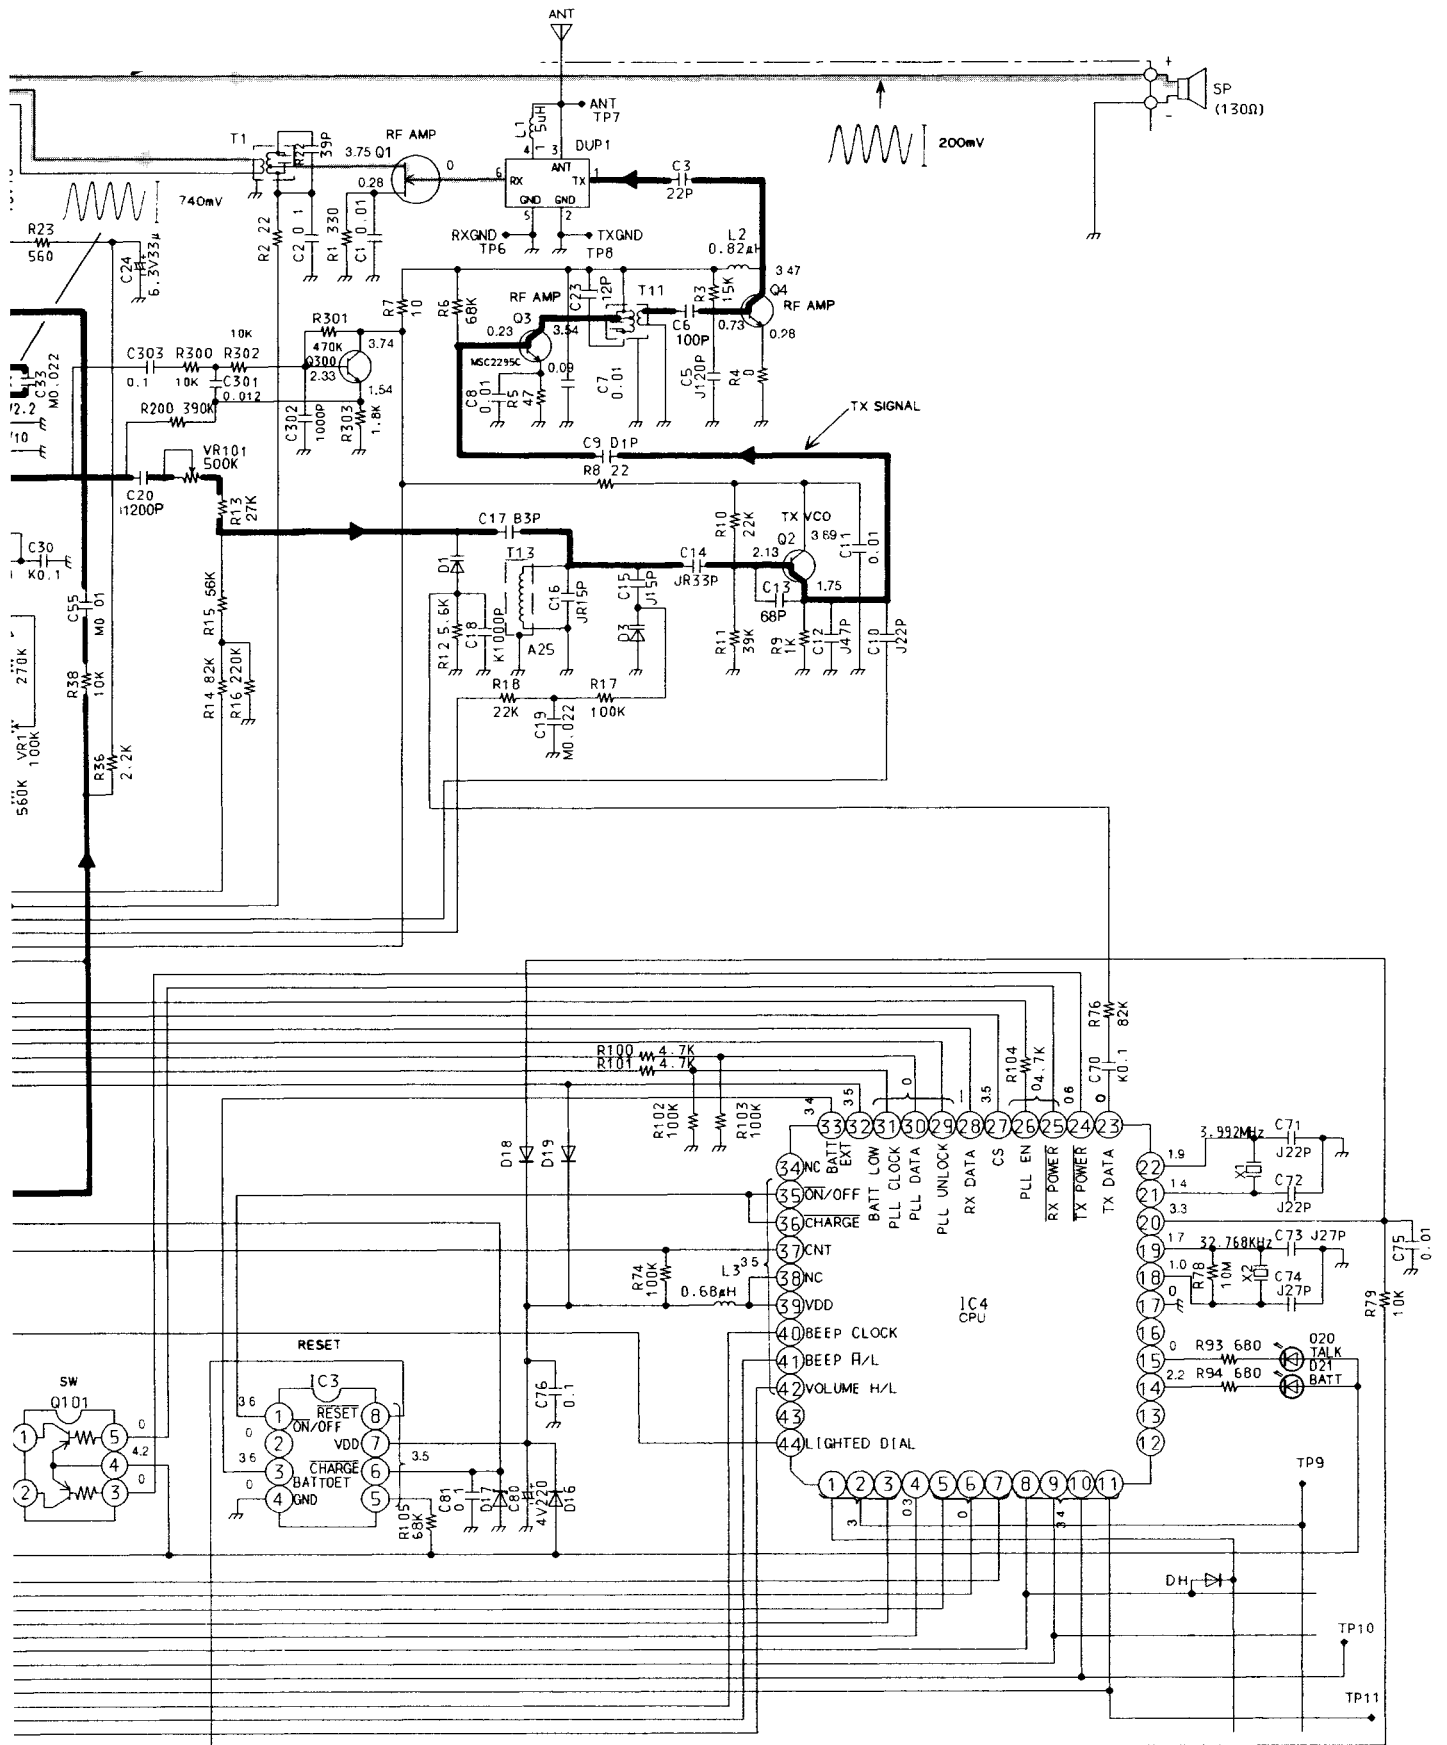 ANT
SP
(130Ω)
ANT
TP7
L1
5uH
DUP1
4
1
3
ANT
6
RX
TX
1
GND
GND
5
2
RXGND
TP6
TXGND
TP8
200mV
T1
R22
39P
RF AMP
3.75 Q1
0
0.28
C3
22P
740mV
R23
560
C24
6.3V33µ
R2 22
C2 0.1
R1 330
C1 0.01
L2
0.82µH
3.47
Q4
RF AMP
0.73
0.28
R7
10
R6
68K
RF AMP
Q3
0.23
3.54
MSC2295C
0.09
C23
12P
T11
R3
15K
C6
100P
C8
0.01
R5
47
C7
0.01
C5
J120P
R4
0
10K
R301
470K
3.74
C303
0.1
R300
10K
R302
Q300
2.33
C301
0.012
1.54
R200 390K
C302
1000P
R303
1.8K
C33
M0.022
TX SIGNAL
VR101
500K
C20
R13
27K
C9 D1P
R8 22
C17 B3P
T13
R10
22K
TX VCO
Q2
3.69
C11
0.01
C30
K0.1
D1
C14
JR33P
2.13
C13
68P
1.75
C16
JR15P
C15
J15P
C55
R15 56K
R12 5.6K
C18
K1000P
A25
D3
R11
39K
R9
1K
C12
J47P
C10
J22P
270K
R38
10K
R14 82K
R16 220K
R18
22K
R17
100K
C19
M0.022
560K
VR1
100K
R36
2.2K
R76
82K
C70
K0.1
R100
4.7K
R101
4.7K
R104
4.7K
R102
100K
R103
100K
3.4
3.5
0
1
3.5
0
0.6
0
33
32
31
30
29
28
27
26
25
24
23
BATT
EXT
BATT LOW
PLL CLOCK
PLL DATA
PLL UNLOCK
RX DATA
CS
PLL EN
RX POWER
TX POWER
TX DATA
D18
D19
34
NC
35
ON/OFF
36
CHARGE
37
CNT
38
NC
39
VDD
40
BEEP CLOCK
41
BEEP H/L
42
VOLUME H/L
43
44
LIGHTED DIAL
3.5
IC4
CPU
3.992MHz
C71
J22P
22
1.9
X1
21
1.4
C72
J22P
20
3.3
19
1.7
32.768KHz
C73
J27P
18
1.0
R78
10M
X2
C74
J27P
17
0
16
15
0
R93 680
D20
TALK
14
2.2
R94 680
D21
BATT
13
12
C75
0.01
R79
10K
R74
100K
L3
0.68µH
RESET
IC3
3.6
1
ON/OFF
RESET
8
0
2
VDD
7
3.6
3
CHARGE
6
BATTDET
0
4
GND
5
3.5
R105
68K
C76
0.1
C81
0.1
D17
C80
4V220
D16
SW
Q101
1
5
0
4
4.2
2
3
0
1
2
3
4
5
6
7
8
9
10
11
3
0.3
0
3.4
TP9
DH
TP10
TP11